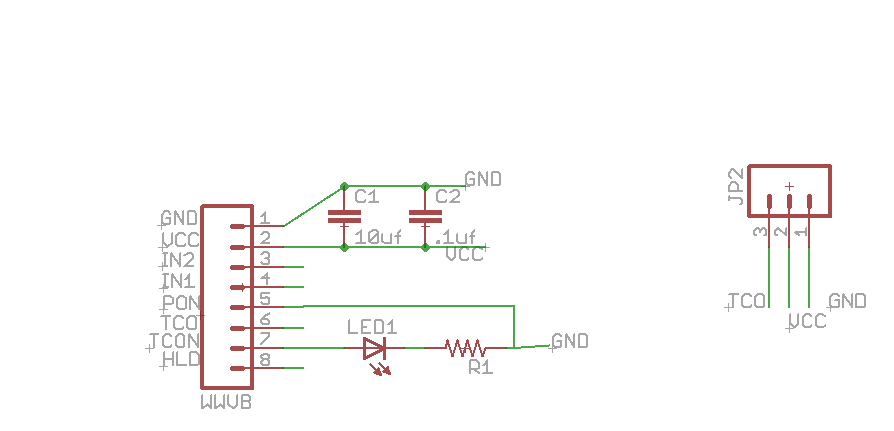 GND
C1
C2
GND
1
VCC
2
10uf
.1uf
VCC
IN2
3
IN1
4
PON
5
TCO
6
LED1
TCON
7
GND
HLD
8
R1
WWVB
JP2
3
2
1
TCO
VCC
GND